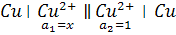 Cu | Cu²⁺ ‖ Cu²⁺ | Cu
a₁=x a₂=1